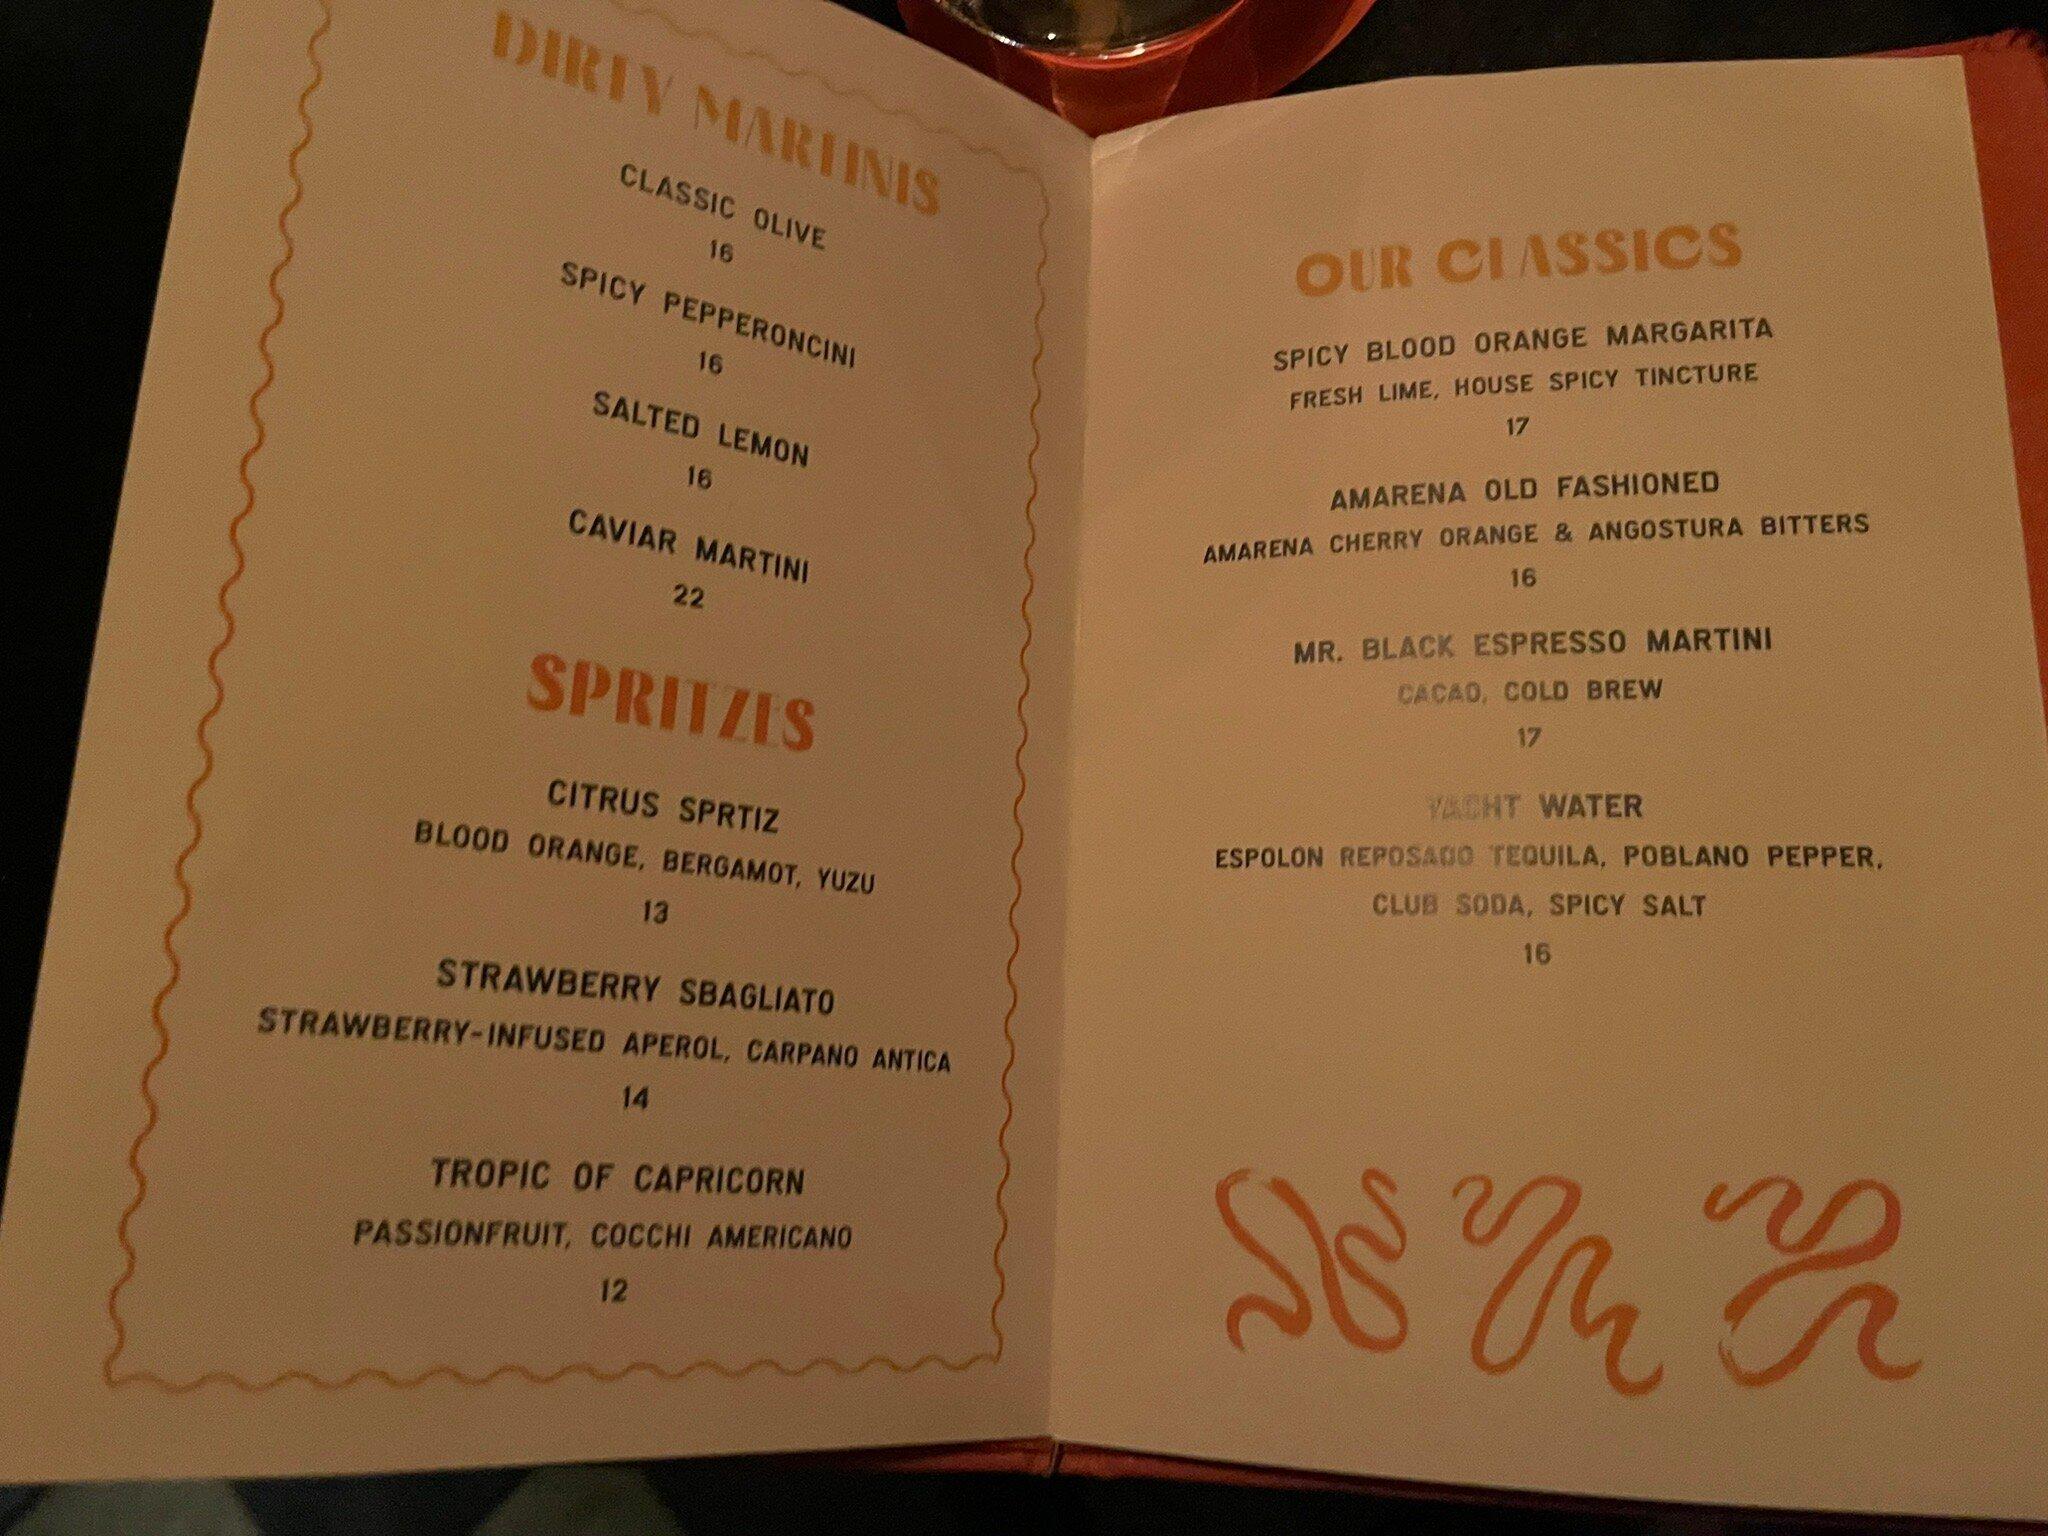 DIRTY MARTINIS
CLASSIC OLIVE
16
SPICY PEPPERONCINI
16
SALTED LEMON
16
CAVIAR MARTINI
22
SPRITZES
CITRUS SPRTIZ
BLOOD ORANGE, BERGAMOT, YUZU
13
STRAWBERRY SBAGLIATO
STRAWBERRY-INFUSED APEROL, CARPANO ANTICA
14
TROPIC OF CAPRICORN
PASSIONFRUIT, COCCHI AMERICANO
12
OUR CLASSICS
SPICY BLOOD ORANGE MARGARITA
FRESH LIME, HOUSE SPICY TINCTURE
17
AMARENA OLD FASHIONED
AMARENA CHERRY ORANGE & ANGOSTURA BITTERS
16
MR. BLACK ESPRESSO MARTINI
CACAO, COLD BREW
17
YACHT WATER
ESPOLON REPOSADO TEQUILA, POBLANO PEPPER,
CLUB SODA, SPICY SALT
16